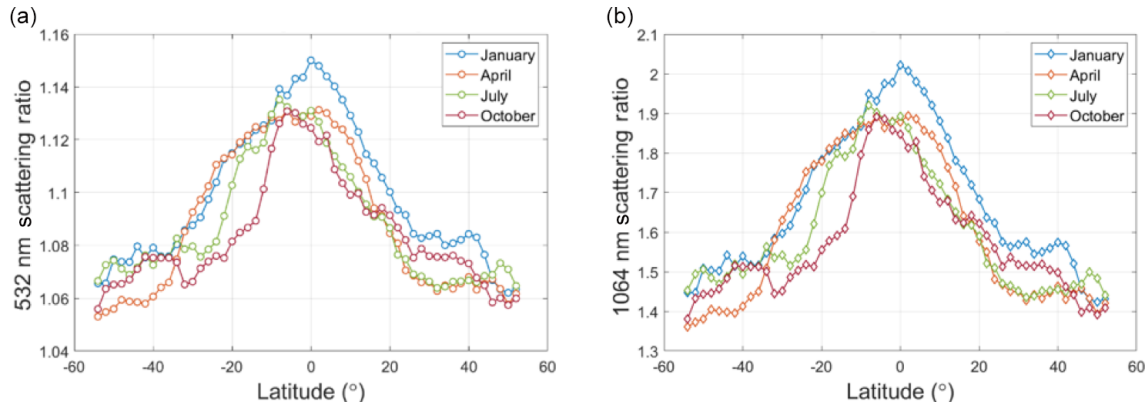 (a)
1.16
1.14
1.12
1.1
1.08
1.06
1.04
532 nm scattering ratio
January
April
July
October
-60
-40
-20
0
20
40
60
Latitude (°)
(b)
2.1
2
1.9
1.8
1.7
1.6
1.5
1.4
1.3
1064 nm scattering ratio
January
April
July
October
-60
-40
-20
0
20
40
60
Latitude (°)